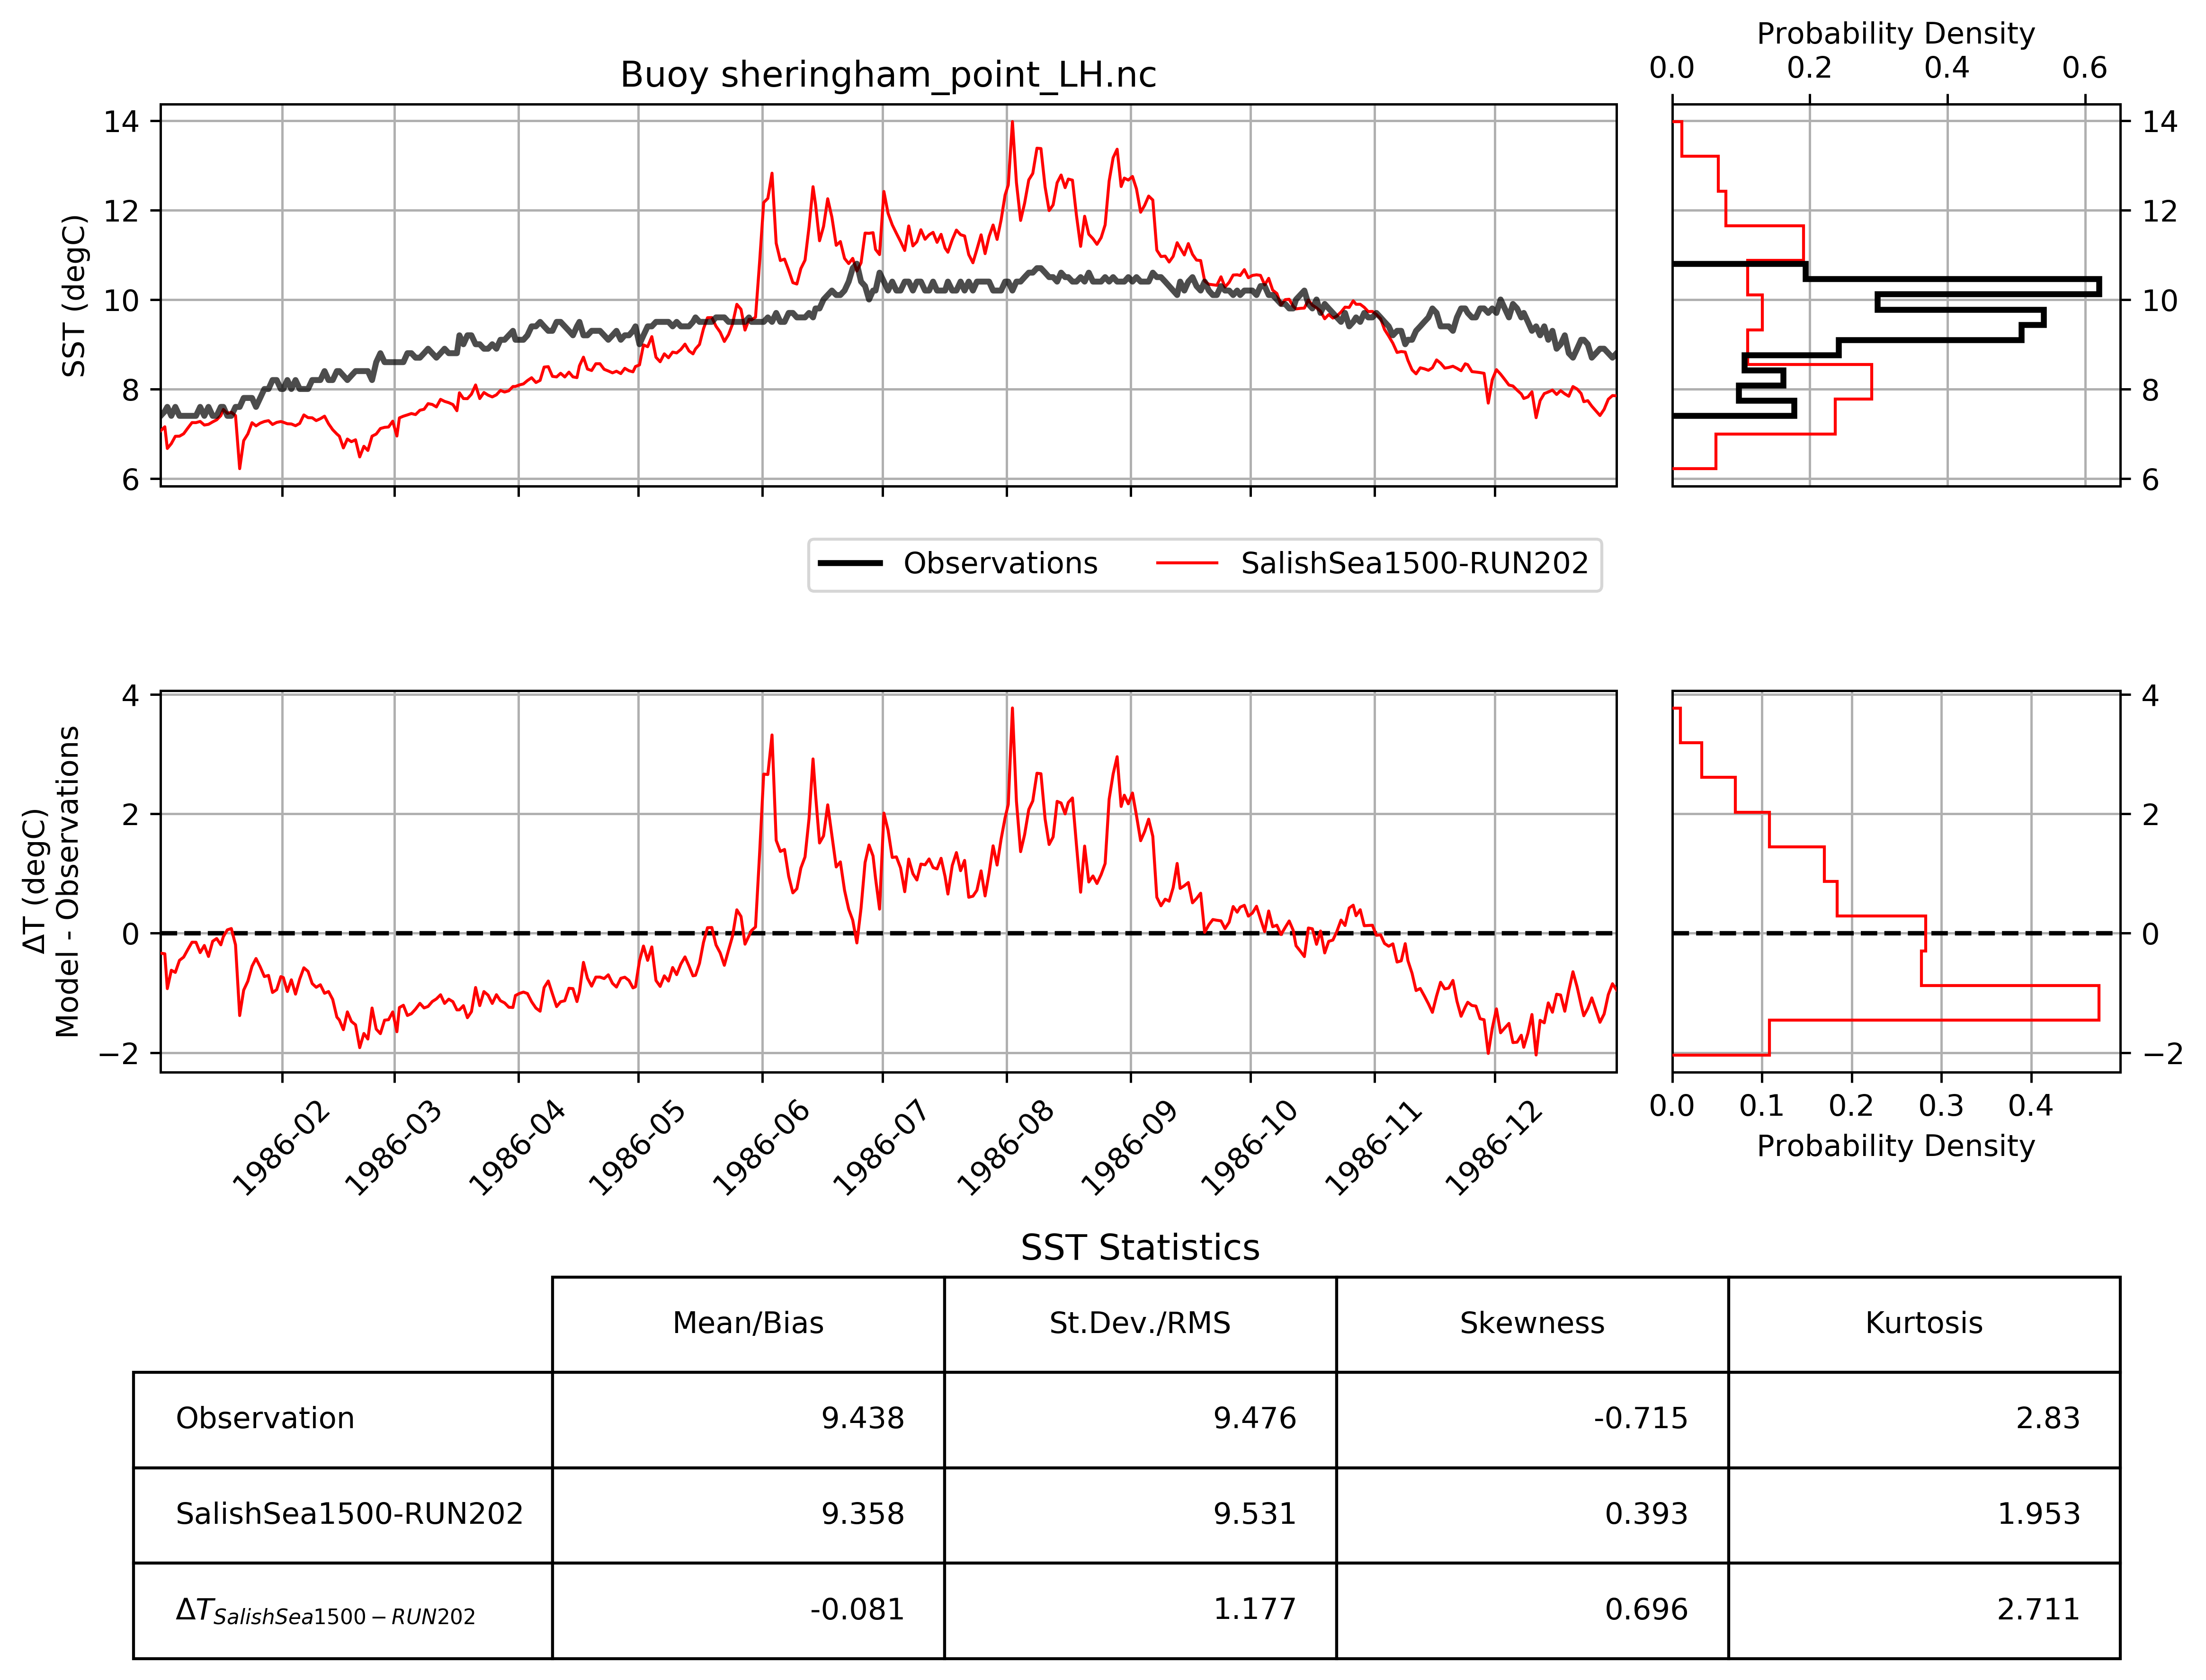 Probability Density
0.0 0.2 0.4 0.6
Buoy sheringham_point_LH.nc
SST (degC)
14
12
10
8
6
14
12
10
8
6
Observations SalishSea1500-RUN202
ΔT (degC)
Model - Observations
4
2
0
−2
4
2
0
−2
1986-02 1986-03 1986-04 1986-05 1986-06 1986-07 1986-08 1986-09 1986-10 1986-11 1986-12
0.0 0.1 0.2 0.3 0.4
Probability Density
SST Statistics
Mean/Bias St.Dev./RMS Skewness Kurtosis
Observation 9.438 9.476 -0.715 2.83
SalishSea1500-RUN202 9.358 9.531 0.393 1.953
ΔT SalishSea1500−RUN202 -0.081 1.177 0.696 2.711